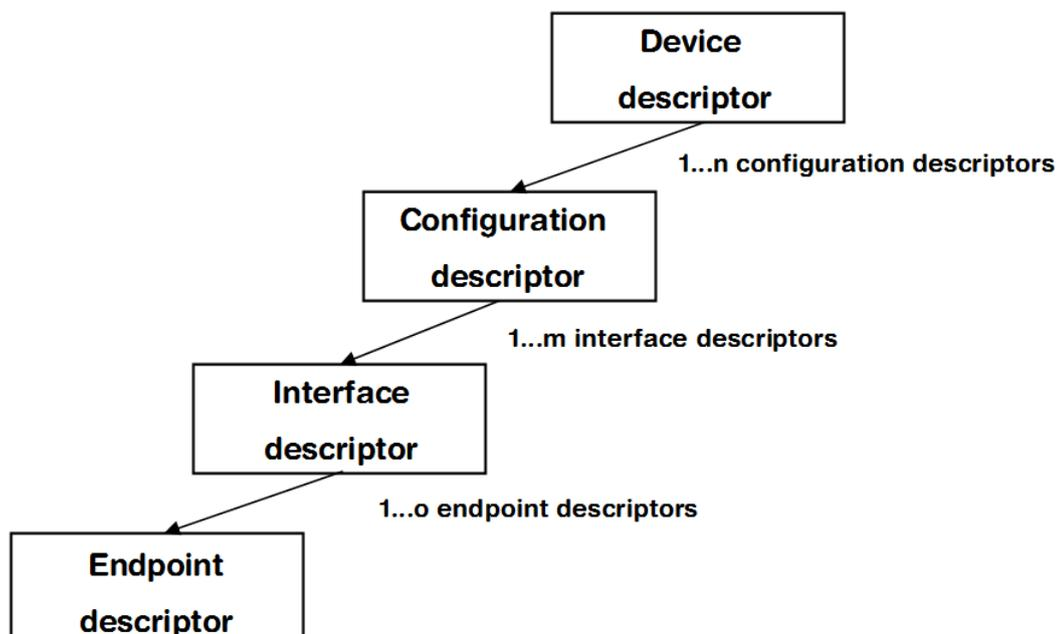 Device
descriptor
1...n configuration descriptors
Configuration
descriptor
1...m interface descriptors
Interface
descriptor
1...o endpoint descriptors
Endpoint
descriptor